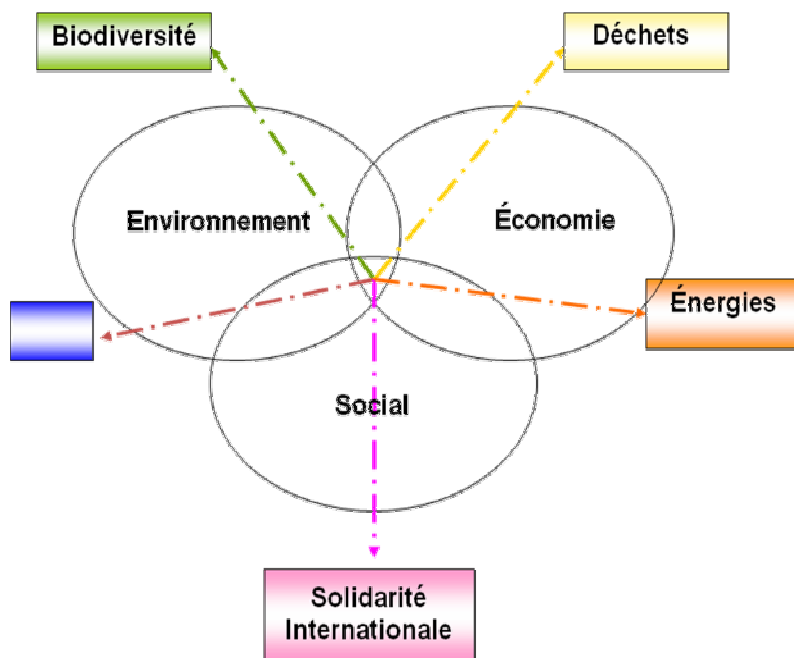 Biodiversité
Déchets
Environnement
Économie
Énergies
Social
Solidarité
Internationale